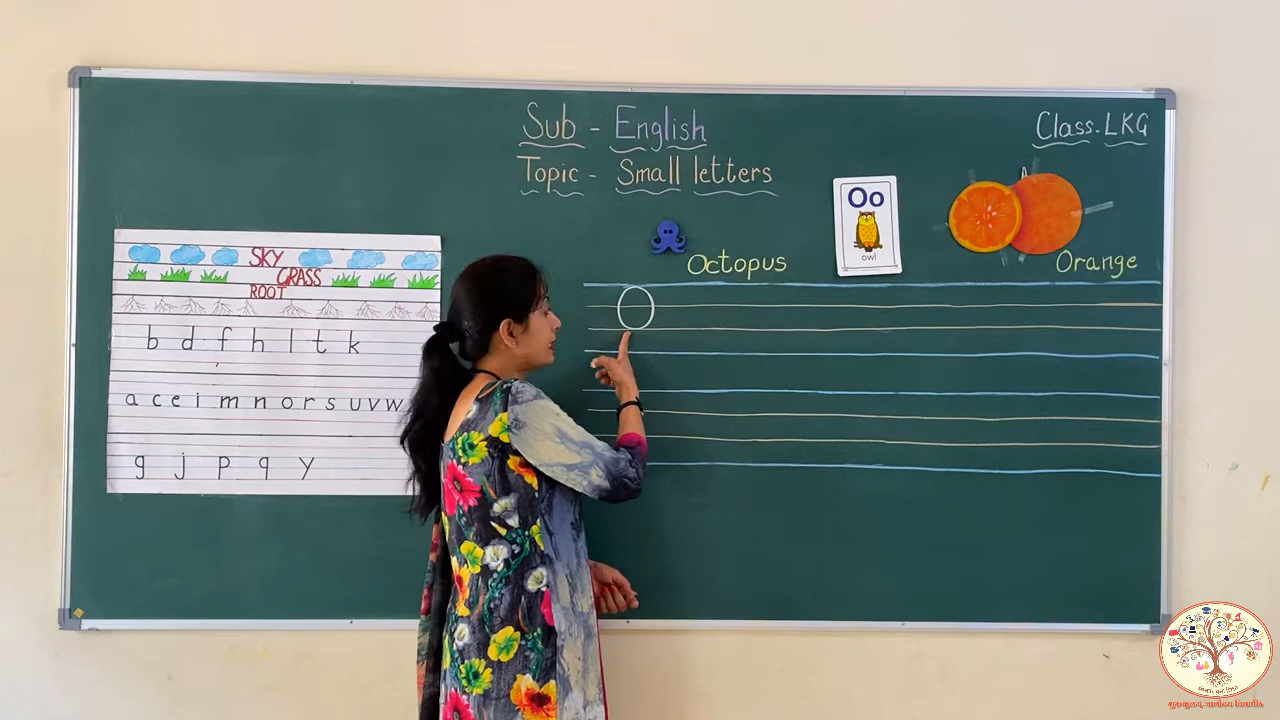 Sub - English
Class-LKG
Topic - Small letters
Oo
owl
Octopus
Orange
SKY
GRASS
ROOT
b d f h l t k
a c e i m n o r s u v w
g j p q y
O